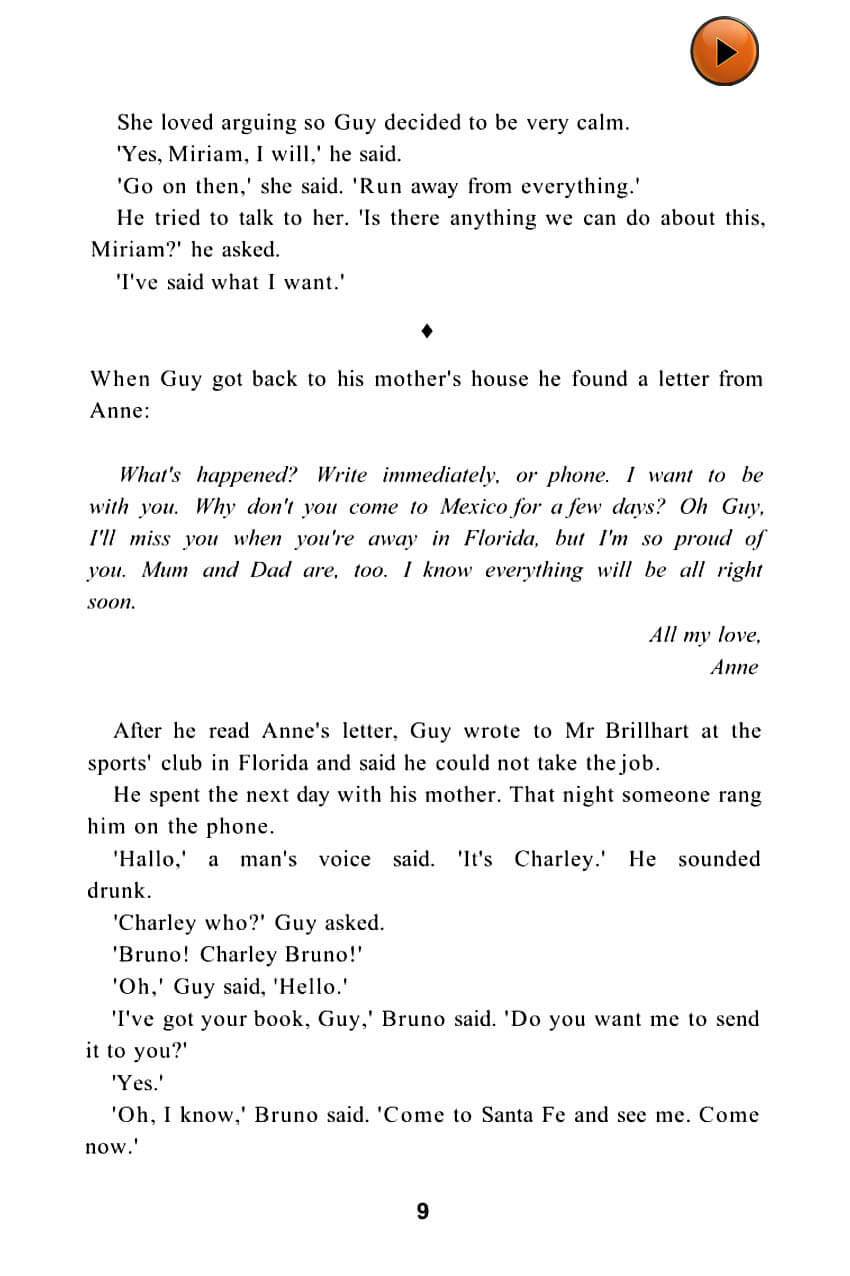 She loved arguing so Guy decided to be very calm.
'Yes, Miriam, I will,' he said.
'Go on then,' she said. 'Run away from everything.'
He tried to talk to her. 'Is there anything we can do about this,
Miriam?' he asked.
'I've said what I want.'
♦
When Guy got back to his mother's house he found a letter from
Anne:
What's happened? Write immediately, or phone. I want to be
with you. Why don't you come to Mexico for a few days? Oh Guy,
I'll miss you when you're away in Florida, but I'm so proud of
you. Mum and Dad are, too. I know everything will be all right
soon.
All my love,
Anne
After he read Anne's letter, Guy wrote to Mr Brillhart at the
sports' club in Florida and said he could not take the job.
He spent the next day with his mother. That night someone rang
him on the phone.
'Hallo,' a man's voice said. 'It's Charley.' He sounded
drunk.
'Charley who?' Guy asked.
'Bruno! Charley Bruno!'
'Oh,' Guy said, 'Hello.'
'I've got your book, Guy,' Bruno said. 'Do you want me to send
it to you?'
'Yes.'
'Oh, I know,' Bruno said. 'Come to Santa Fe and see me. Come
now.'
9